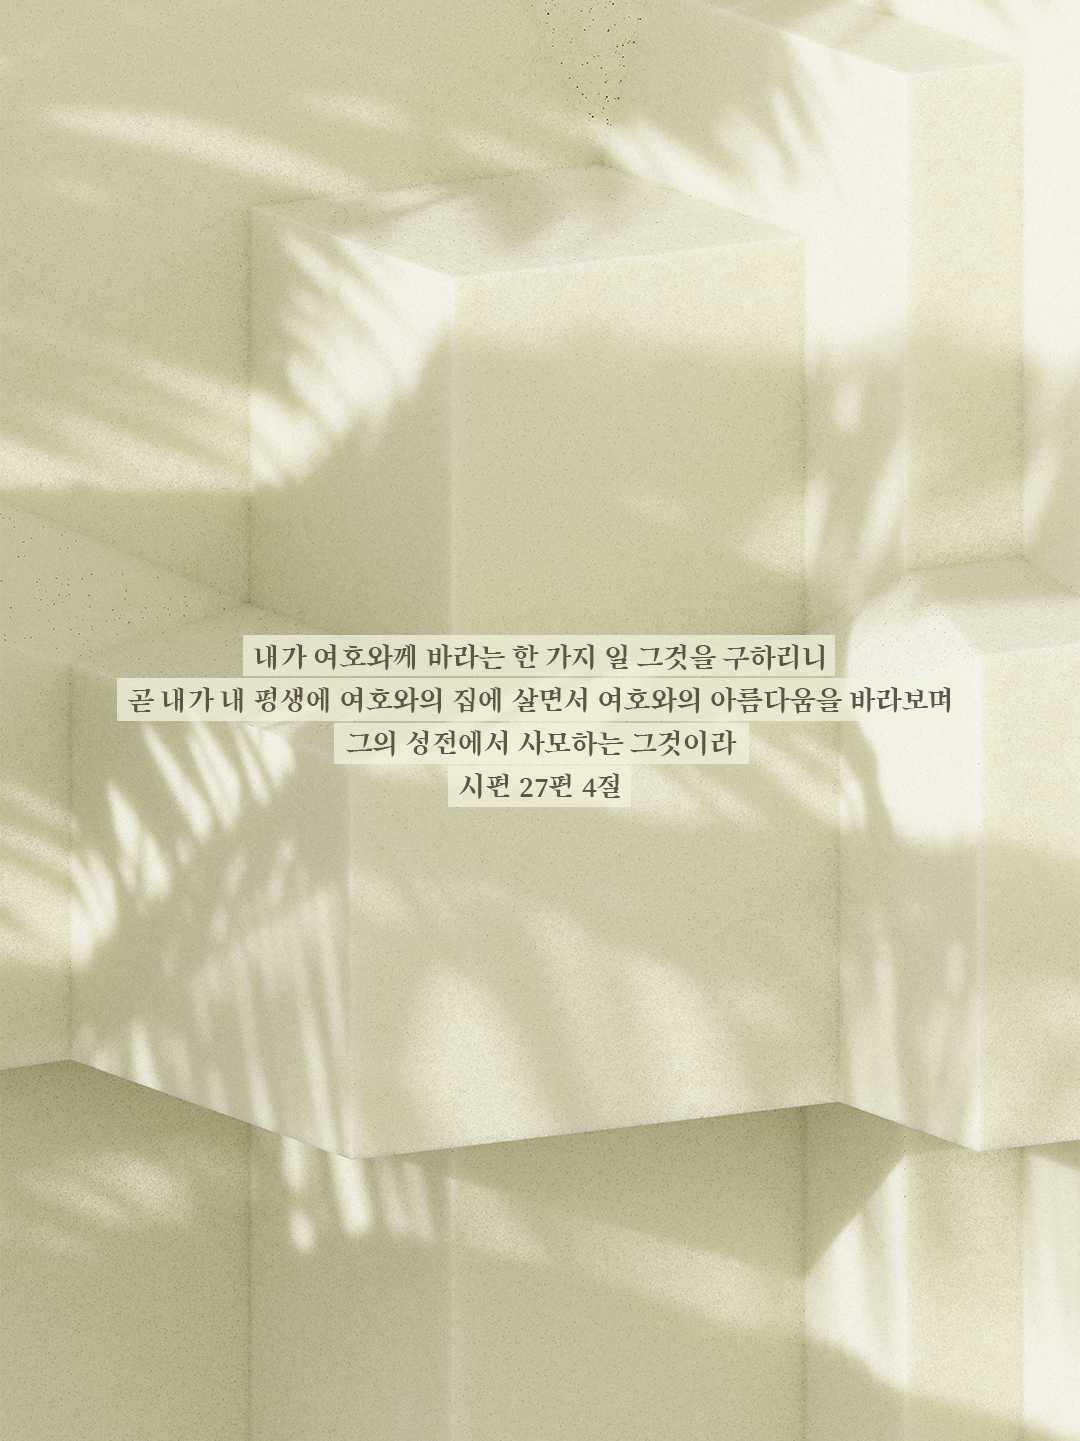 내가 여호와께 바라는 한 가지 일 그것을 구하리니
곧 내가 내 평생에 여호와의 집에 살면서 여호와의 아름다움을 바라보며
그의 성전에서 사모하는 그것이라
시편 27편 4절